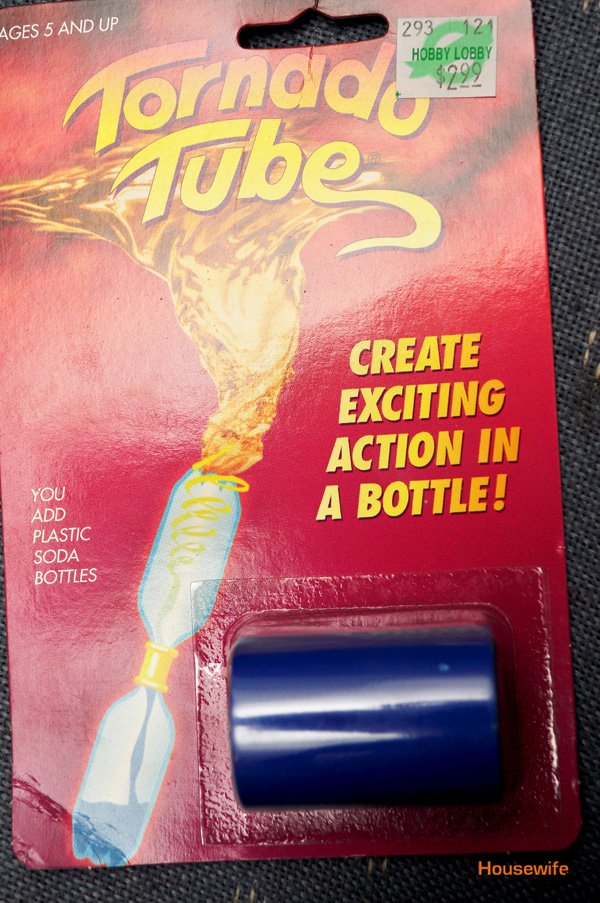 AGES 5 AND UP
293 121
HOBBY LOBBY
$2.99
Tornado
Tube®
CREATE
EXCITING
ACTION IN
A BOTTLE!
YOU
ADD
PLASTIC
SODA
BOTTLES
Housewife